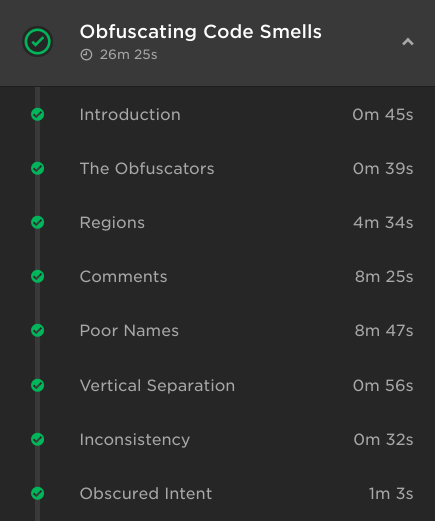 Obfuscating Code Smells
26m 25s
Introduction 0m 45s
The Obfuscators 0m 39s
Regions 4m 34s
Comments 8m 25s
Poor Names 8m 47s
Vertical Separation 0m 56s
Inconsistency 0m 32s
Obscured Intent 1m 3s